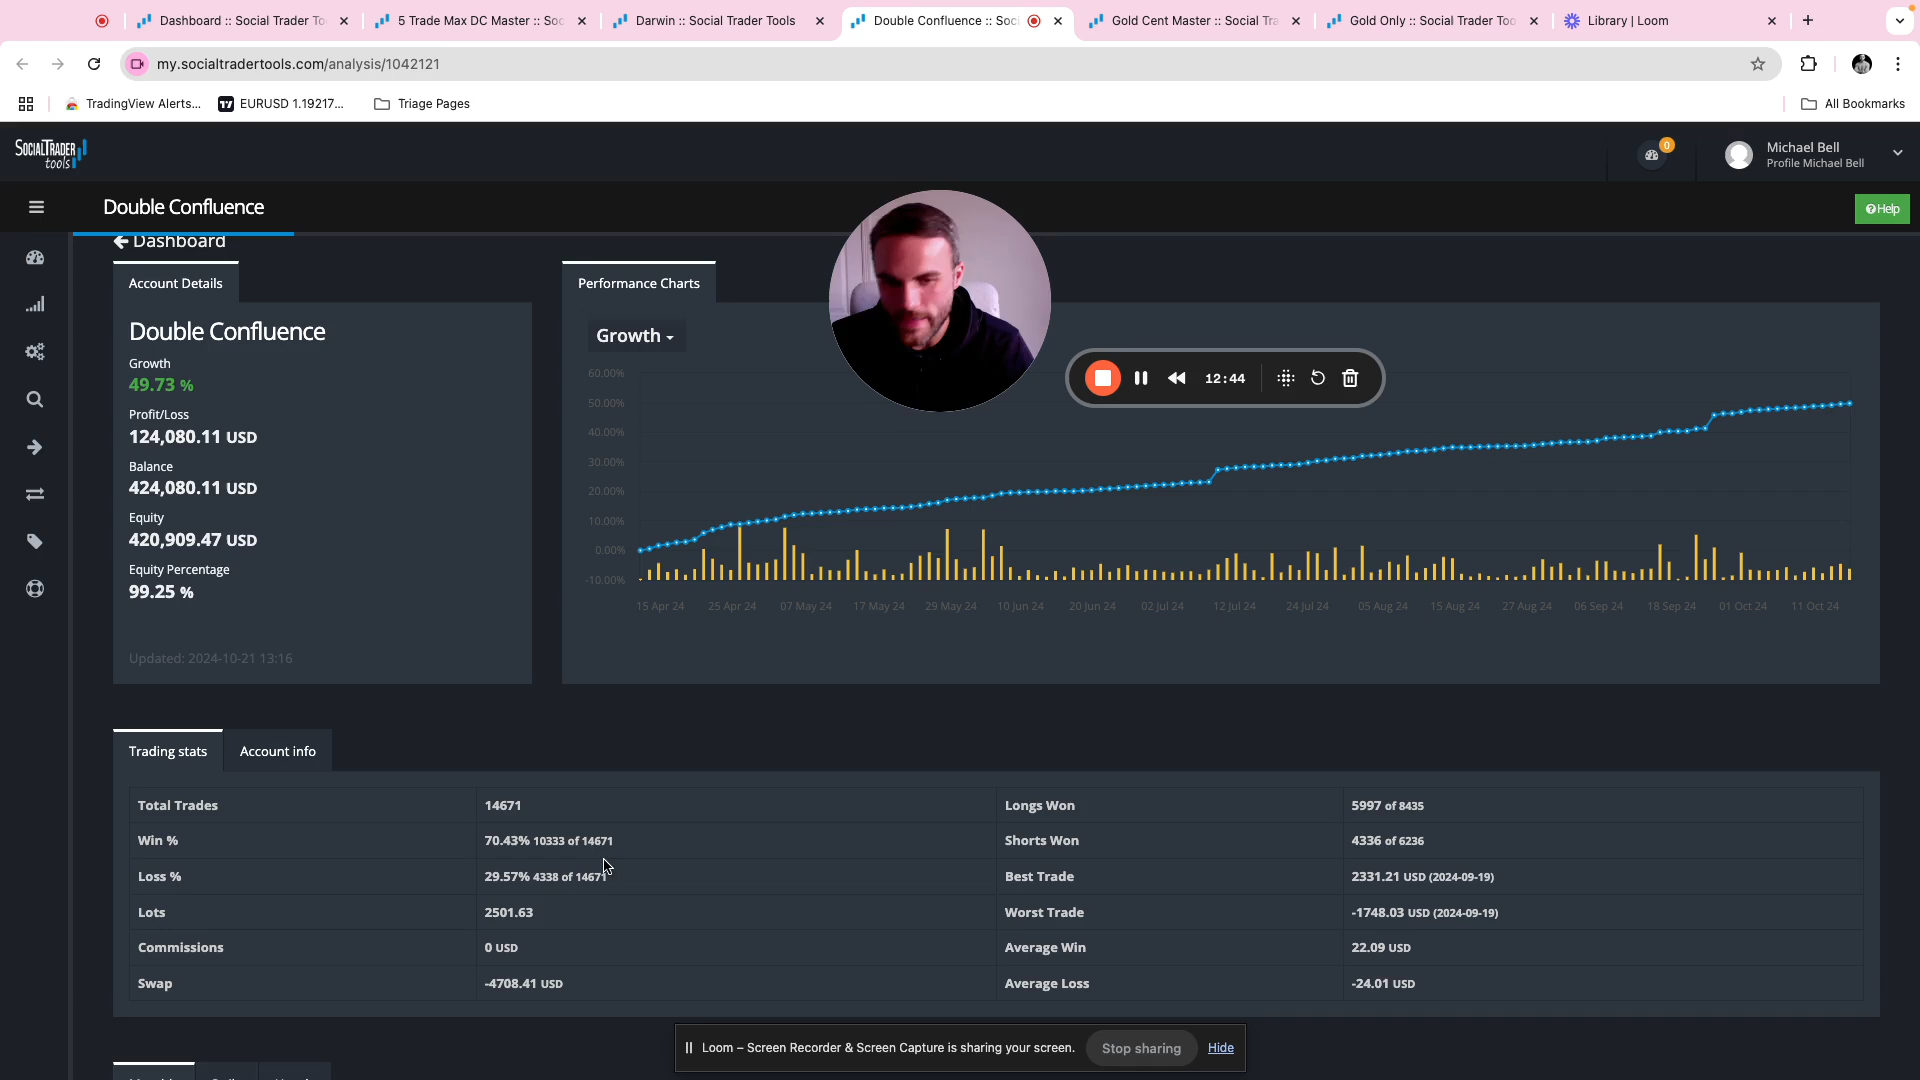 Dashboard :: Social Trader To
5 Trade Max DC Master :: Soc
Darwin :: Social Trader Tools
Double Confluence :: Soci
Gold Cent Master :: Social Tra
Gold Only :: Social Trader Too
Library | Loom
my.socialtradertools.com/analysis/1042121
TradingView Alerts...
EURUSD 1.19217...
Triage Pages
All Bookmarks
SOCIALTRADER
tools
0
Michael Bell
Profile Michael Bell
Double Confluence
Help
Dashboard
Account Details
Performance Charts
Double Confluence
Growth
49.73 %
Profit/Loss
124,080.11 USD
Balance
424,080.11 USD
Equity
420,909.47 USD
Equity Percentage
99.25 %
Updated: 2024-10-21 13:16
Growth
12:44
60.00%
50.00%
40.00%
30.00%
20.00%
10.00%
0.00%
-10.00%
15 Apr 24 25 Apr 24 07 May 24 17 May 24 29 May 24 10 Jun 24 20 Jun 24 02 Jul 24 12 Jul 24 24 Jul 24 05 Aug 24 15 Aug 24 27 Aug 24 06 Sep 24 18 Sep 24 01 Oct 24 11 Oct 24
Trading stats Account info
Total Trades 14671 Longs Won 5997 of 8435
Win % 70.43% 10333 of 14671 Shorts Won 4336 of 6236
Loss % 29.57% 4338 of 14671 Best Trade 2331.21 USD (2024-09-19)
Lots 2501.63 Worst Trade -1748.03 USD (2024-09-19)
Commissions 0 USD Average Win 22.09 USD
Swap -4708.41 USD Average Loss -24.01 USD
Loom – Screen Recorder & Screen Capture is sharing your screen. Stop sharing Hide